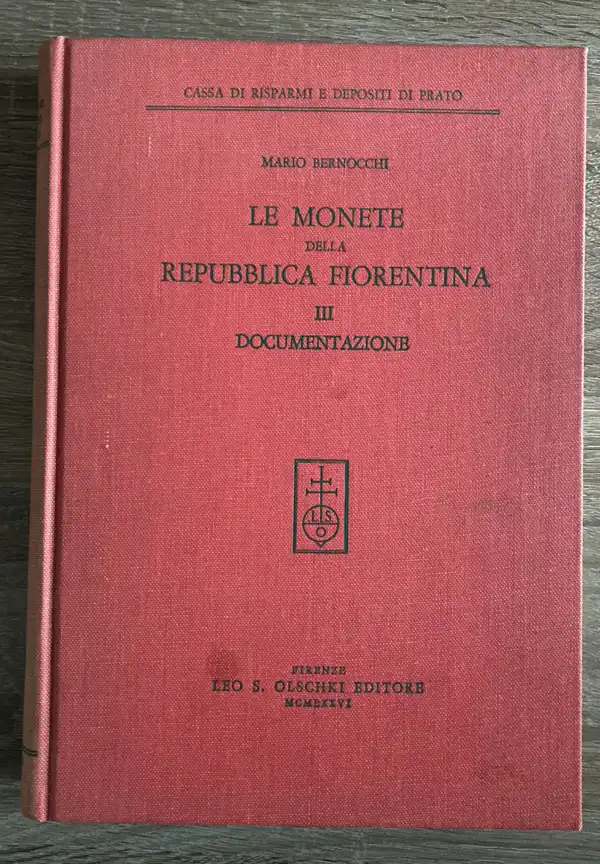 CASSA DI RISPARMI E DEPOSITI DI PRATO
MARIO BERNOCCHI
LE MONETE
DELLA
REPUBBLICA FIORENTINA
III
DOCUMENTAZIONE
L S
O
FIRENZE
LEO S. OLSCHKI EDITORE
MCMLXXVI